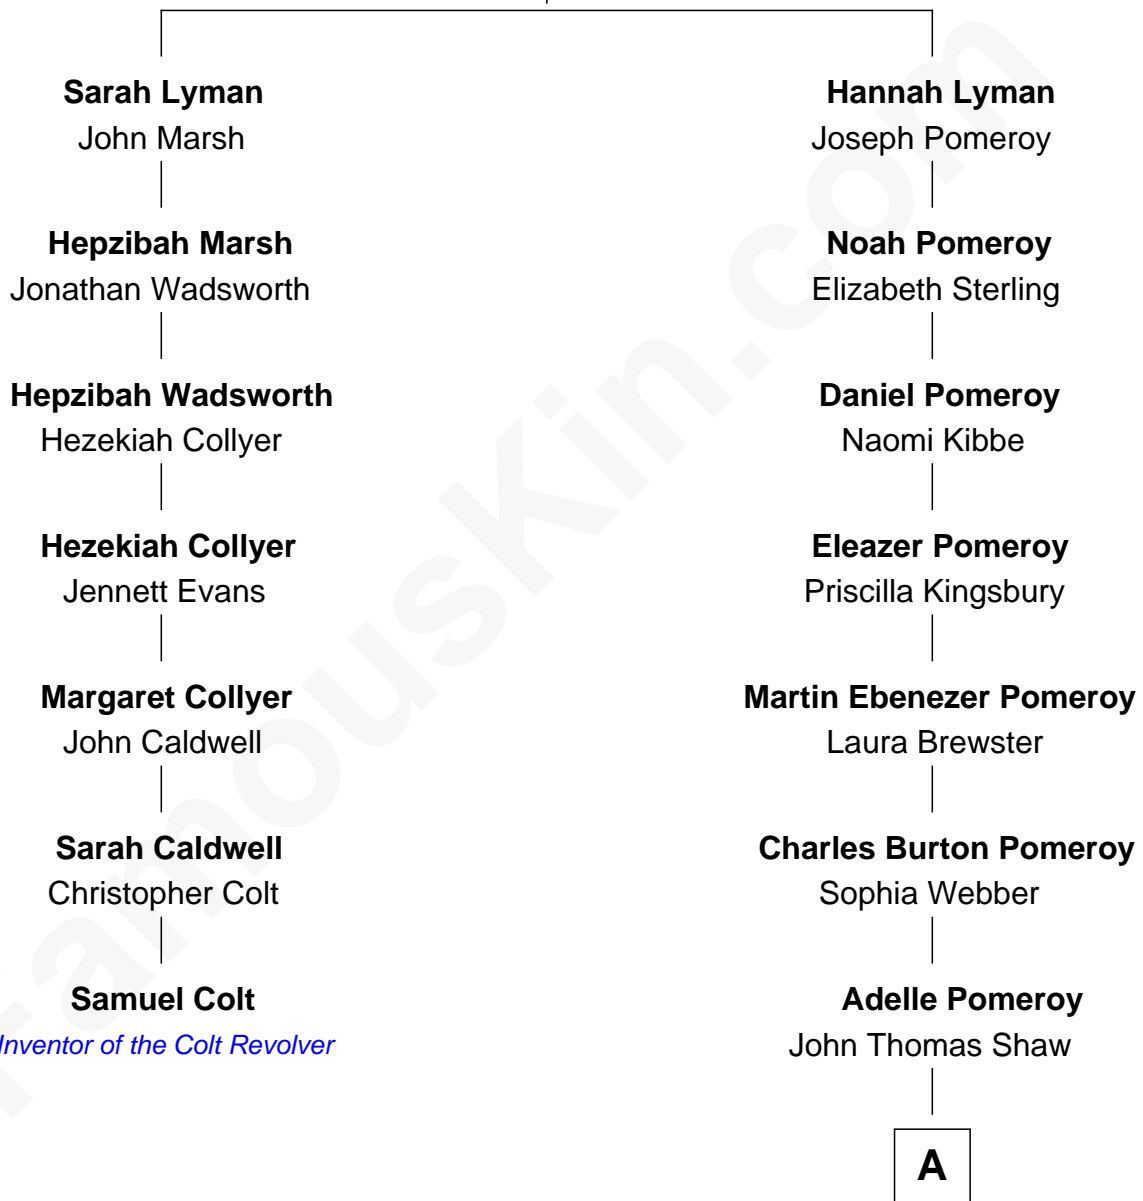 Sarah Lyman
John Marsh
Hepzibah Marsh
Jonathan Wadsworth
Hepzibah Wadsworth
Hezekiah Collyer
Hezekiah Collyer
Jennett Evans
Margaret Collyer
John Caldwell
Sarah Caldwell
Christopher Colt
Samuel Colt
Inventor of the Colt Revolver
Hannah Lyman
Joseph Pomeroy
Noah Pomeroy
Elizabeth Sterling
Daniel Pomeroy
Naomi Kibbe
Eleazer Pomeroy
Priscilla Kingsbury
Martin Ebenezer Pomeroy
Laura Brewster
Charles Burton Pomeroy
Sophia Webber
Adelle Pomeroy
John Thomas Shaw
A
FamousKin.com